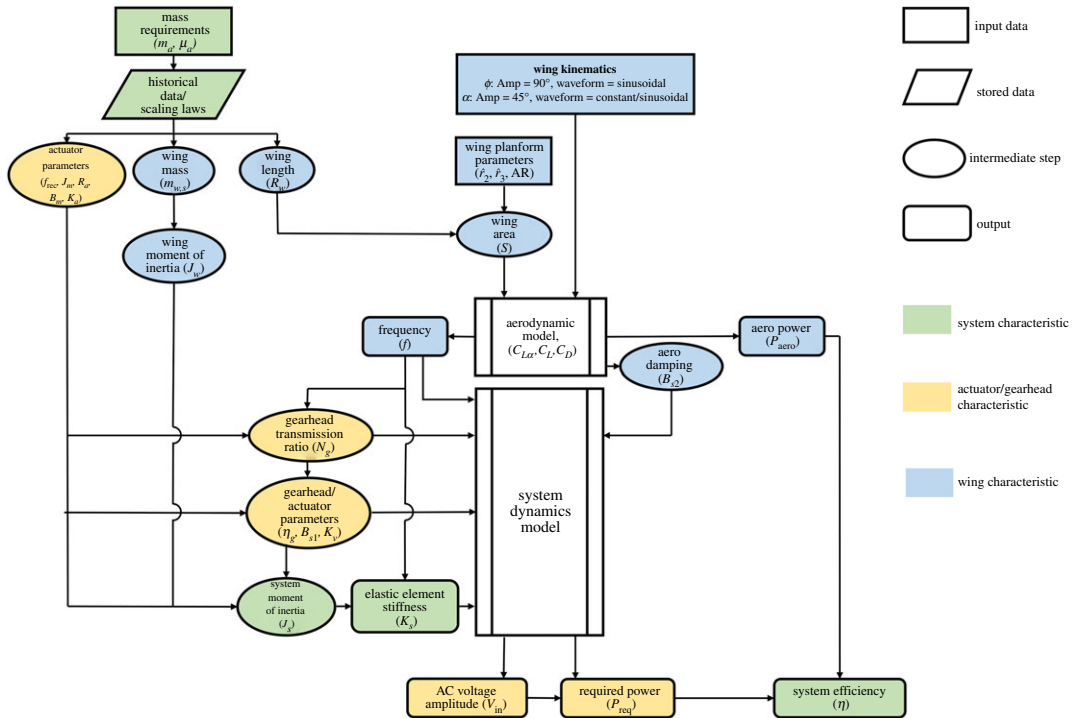 mass
requirements
(m_a, μ_a)
historical
data/
scaling laws
actuator
parameters
(f_rec, J_m, R_a,
B_m, K_a)
wing
mass
(m_w,s)
wing
length
(R_w)
wing moment of
inertia (J_w)
wing kinematics
ϕ: Amp = 90°, waveform = sinusoidal
α: Amp = 45°, waveform = constant/sinusoidal
wing planform
parameters
(r̂_2, r̂_3, AR)
wing
area
(S)
frequency
(f)
aerodynamic
model,
(C_Lα,C_L,C_D)
aero power
(P_aero)
aero
damping
(B_s2)
gearhead
transmission
ratio (N_g)
gearhead/
actuator
parameters
(η_g, B_s1, K_v)
system
dynamics
model
system
moment
of inertia
(J_s)
elastic element
stiffness
(K_s)
AC voltage
amplitude (V_in)
required power
(P_req)
system efficiency
(η)
input data
stored data
intermediate step
output
system characteristic
actuator/gearhead
characteristic
wing characteristic